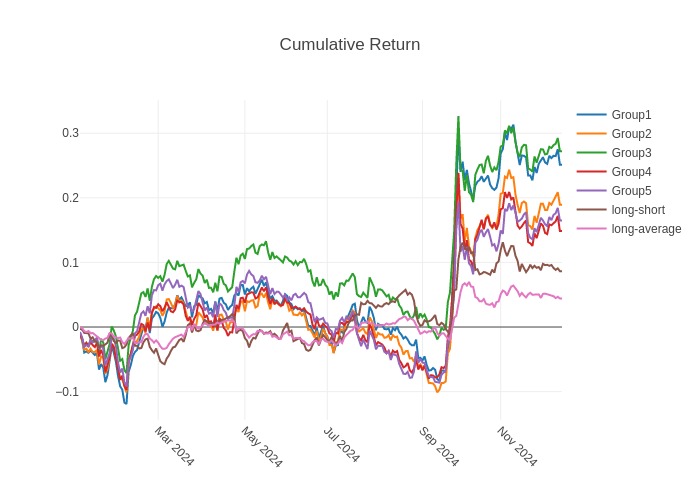 Cumulative Return
0.3
0.2
0.1
0
−0.1
Mar 2024
May 2024
Jul 2024
Sep 2024
Nov 2024
Group1
Group2
Group3
Group4
Group5
long-short
long-average